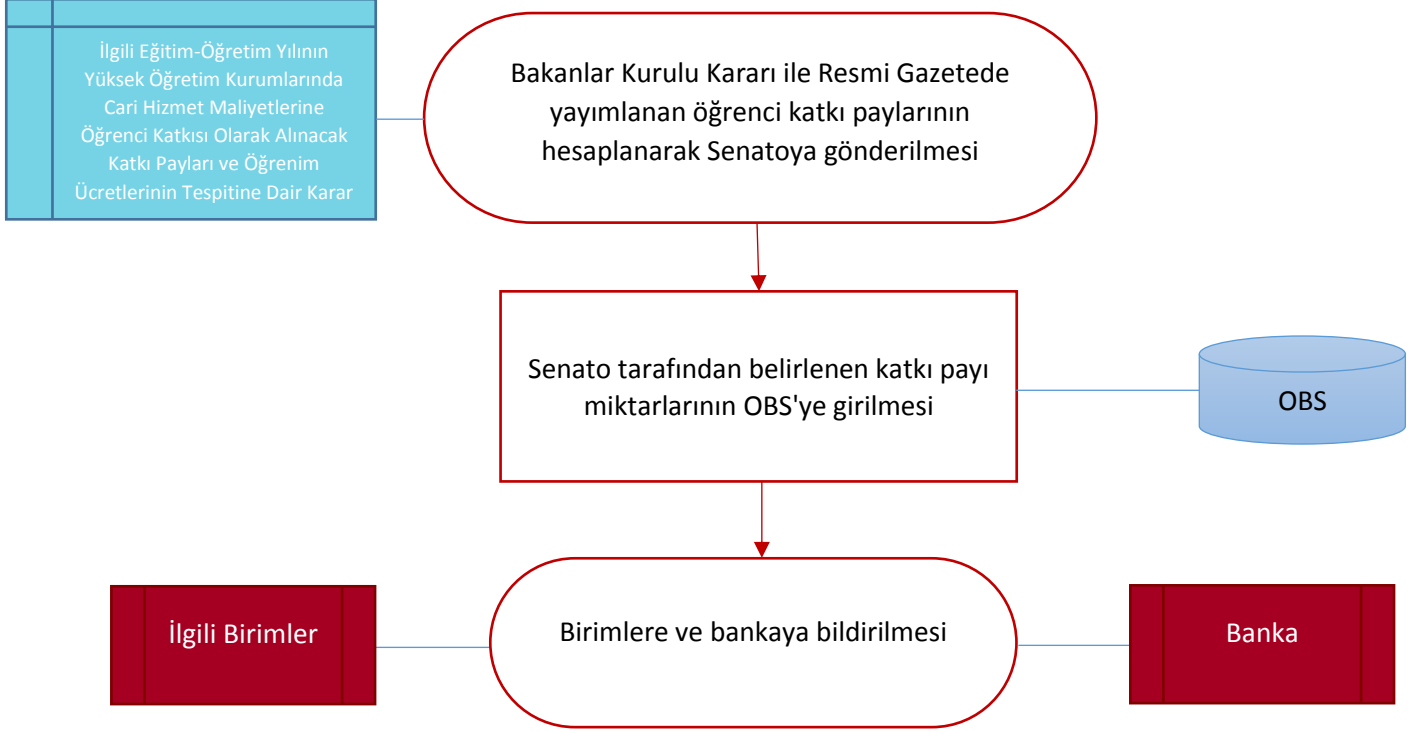 İlgili Eğitim-Öğretim Yılının
Yüksek Öğretim Kurumlarında
Cari Hizmet Maliyetlerine
Öğrenci Katkısı Olarak Alınacak
Katkı Payları ve Öğrenim
Ücretlerinin Tespitine Dair Karar
Bakanlar Kurulu Kararı ile Resmi Gazetede
yayımlanan öğrenci katkı paylarının
hesaplanarak Senatoya gönderilmesi
Senato tarafından belirlenen katkı payı
miktarlarının OBS'ye girilmesi
OBS
İlgili Birimler
Birimlere ve bankaya bildirilmesi
Banka